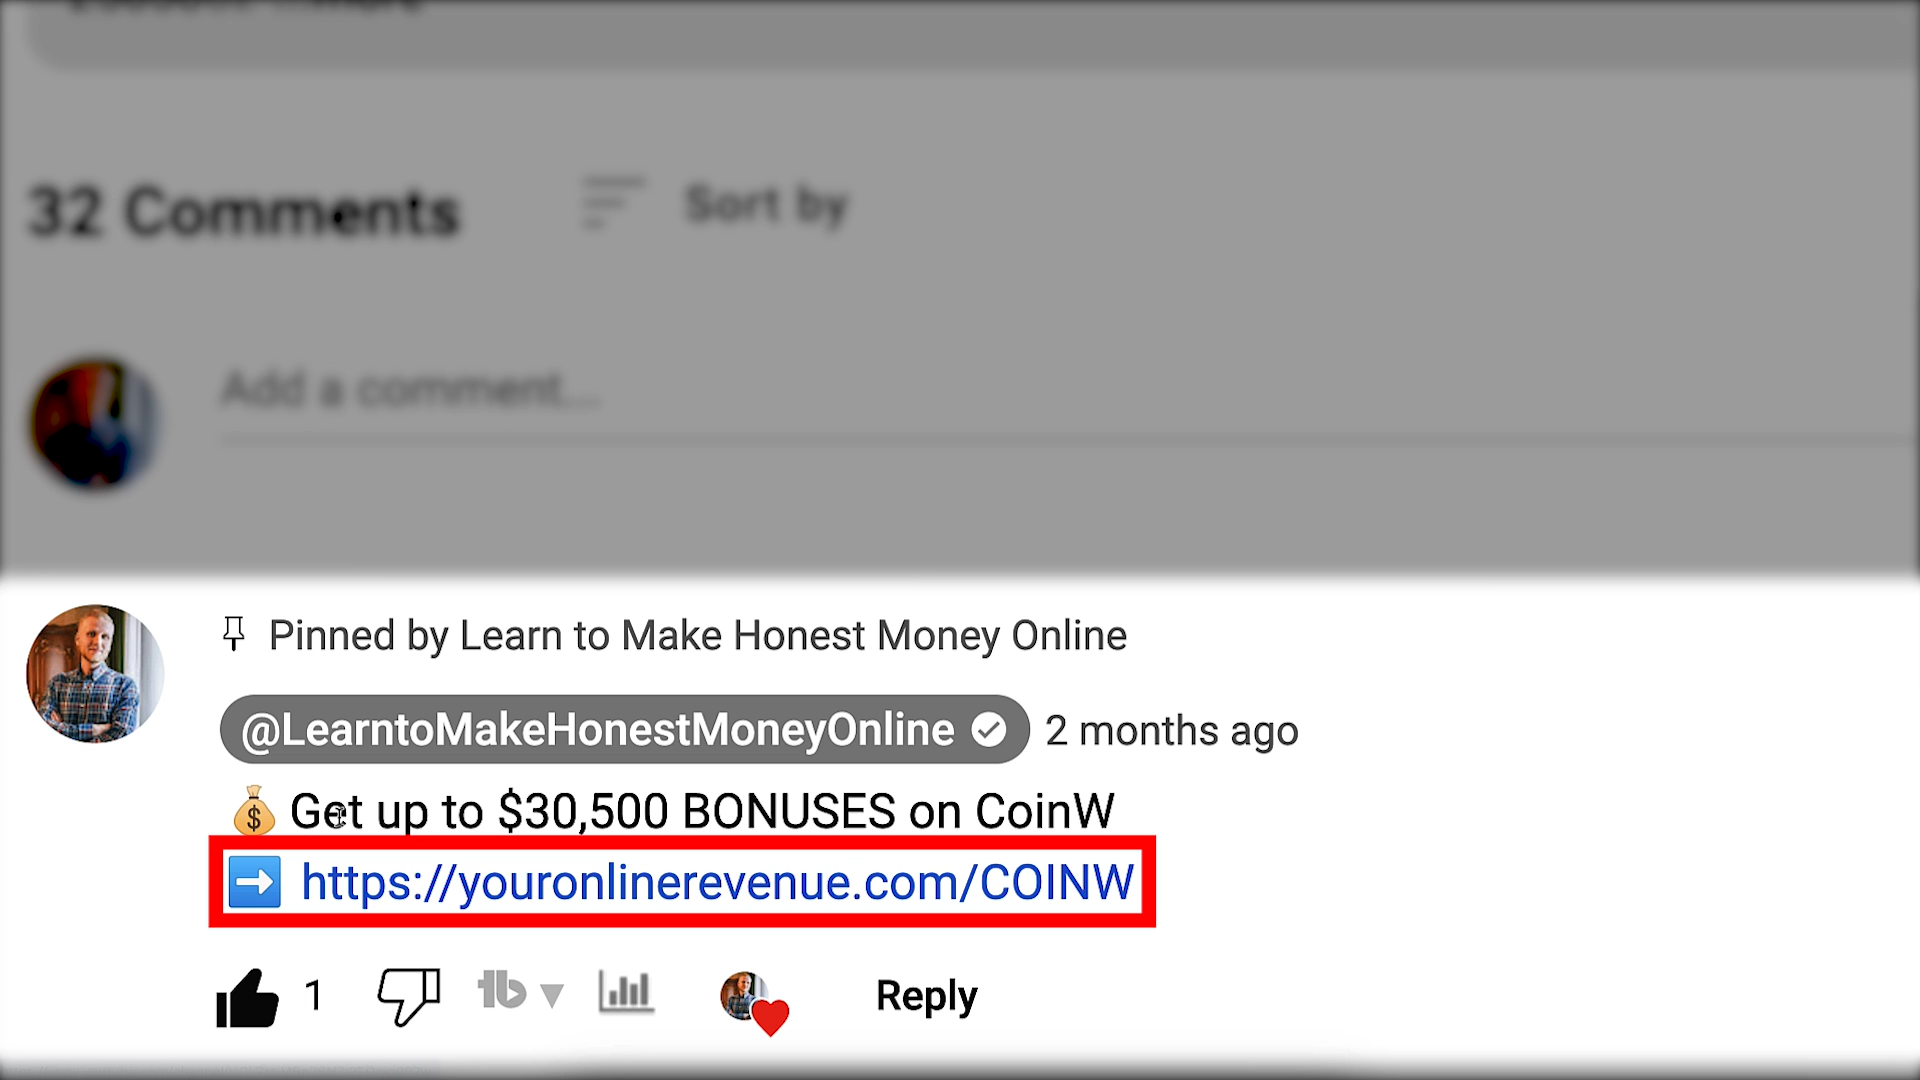 32 Comments
Sort by
Add a comment...
Pinned by Learn to Make Honest Money Online
@LearntoMakeHonestMoneyOnline
2 months ago
Get up to $30,500 BONUSES on CoinW
https://youronlinerevenue.com/COINW
1
Reply